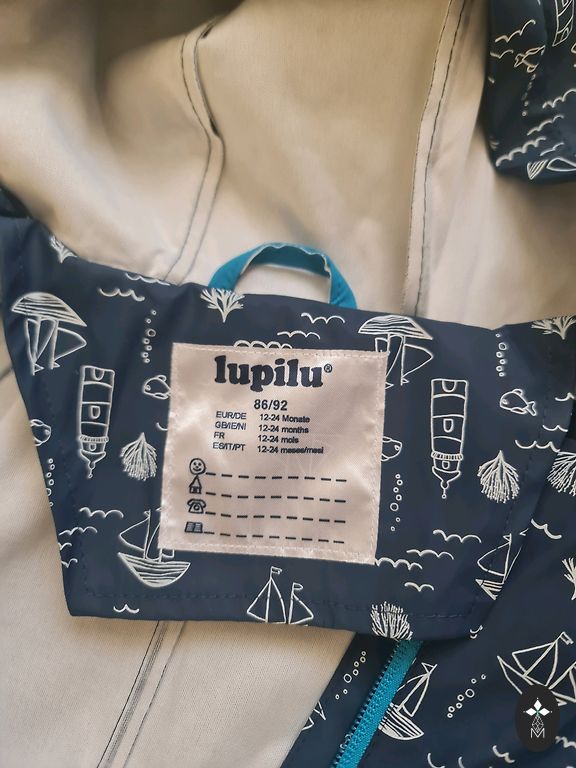 lupilu®
86/92
EUR/DE 12-24 Monate
GB/IE/NI 12-24 months
FR 12-24 mois
ES/IT/PT 12-24 meses/mesi
M